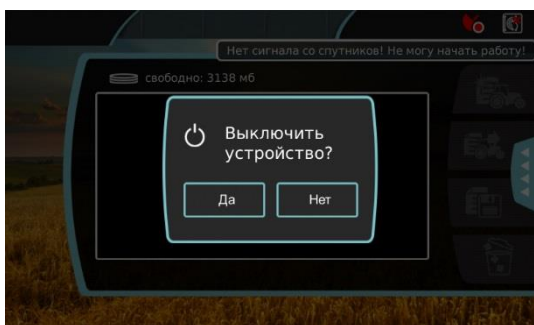 Нет сигнала со спутников! Не могу начать работу!
свободно: 3138 мб
Выключить
устройство?
Да Нет